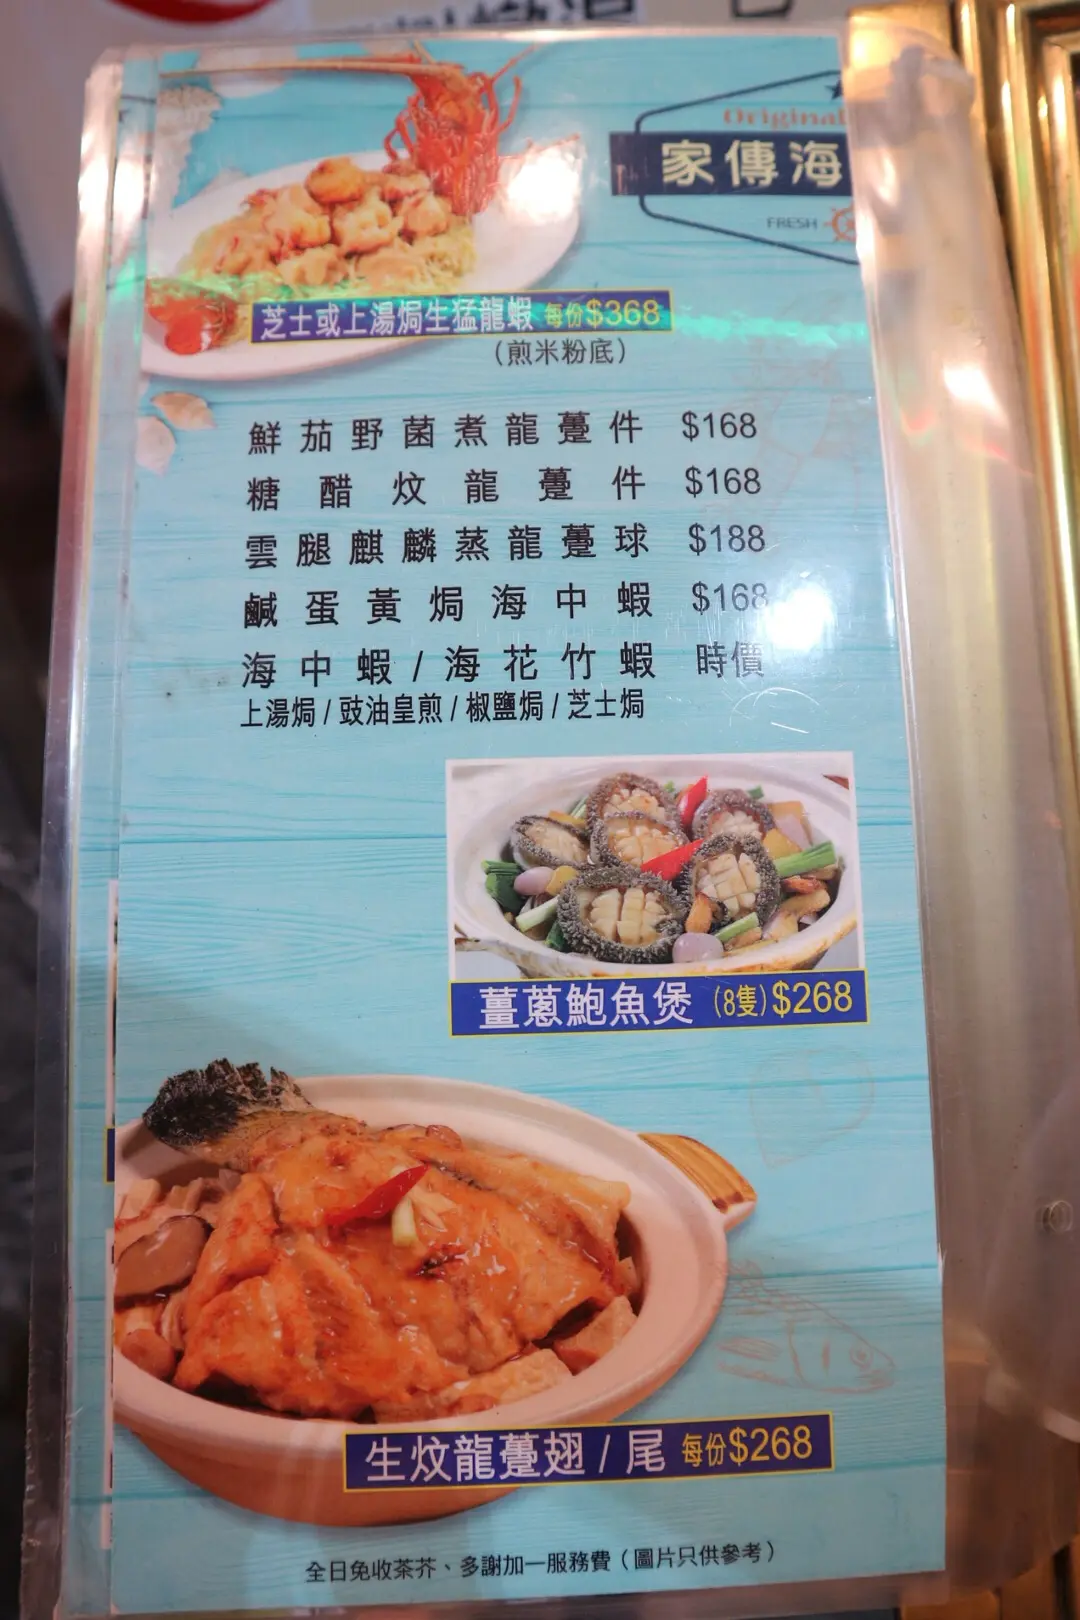 Original
家傳海
FRESH
芝士或上湯焗生猛龍蝦 每份$368
(煎米粉底)
鮮茄野菌煮龍躉件 $168
糖醋炆龍躉件 $168
雲腿麒麟蒸龍躉球 $188
鹹蛋黃焗海中蝦 $168
海中蝦/海花竹蝦 時價
上湯焗/豉油皇煎/椒鹽焗/芝士焗
薑蔥鮑魚煲 (8隻)$268
生炆龍躉翅/尾 每份$268
全日免收茶芥、多謝加一服務費(圖片只供參考)